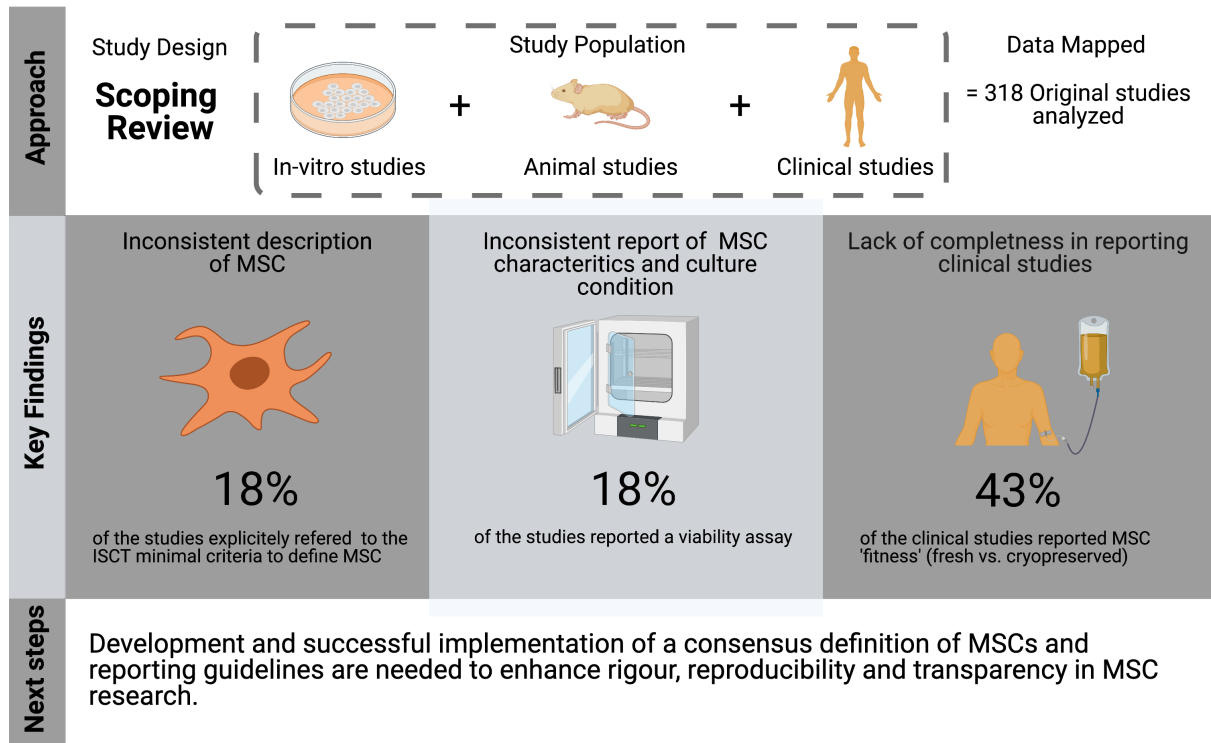 Approach
Study Design
Scoping
Review
Study Population
+
+
In-vitro studies
Animal studies
Clinical studies
Data Mapped
= 318 Original studies
analyzed
Key Findings
Inconsistent description
of MSC
18%
of the studies explicitely refered to the
ISCT minimal criteria to define MSC
Inconsistent report of MSC
characteritics and culture
condition
18%
of the studies reported a viability assay
Lack of completness in reporting
clinical studies
43%
of the clinical studies reported MSC
'fitness' (fresh vs. cryopreserved)
Next steps
Development and successful implementation of a consensus definition of MSCs and
reporting guidelines are needed to enhance rigour, reproducibility and transparency in MSC
research.